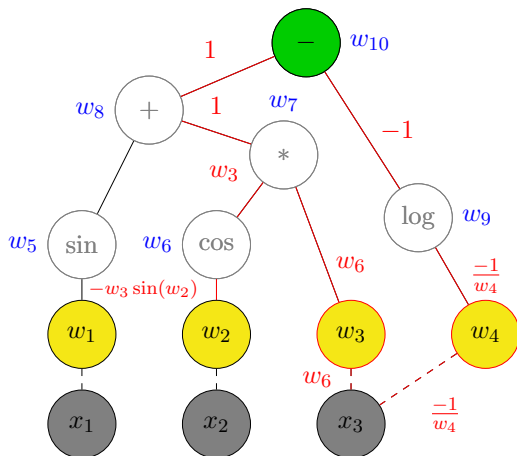 − w₁₀
1
w₈ + 1 w₇
*
w₃
−1
w₅ sin w₆ cos log w₉
w₆
−w₃ sin(w₂) −1/w₄
w₁ w₂ w₃ w₄
w₆
x₁ x₂ x₃ −1/w₄